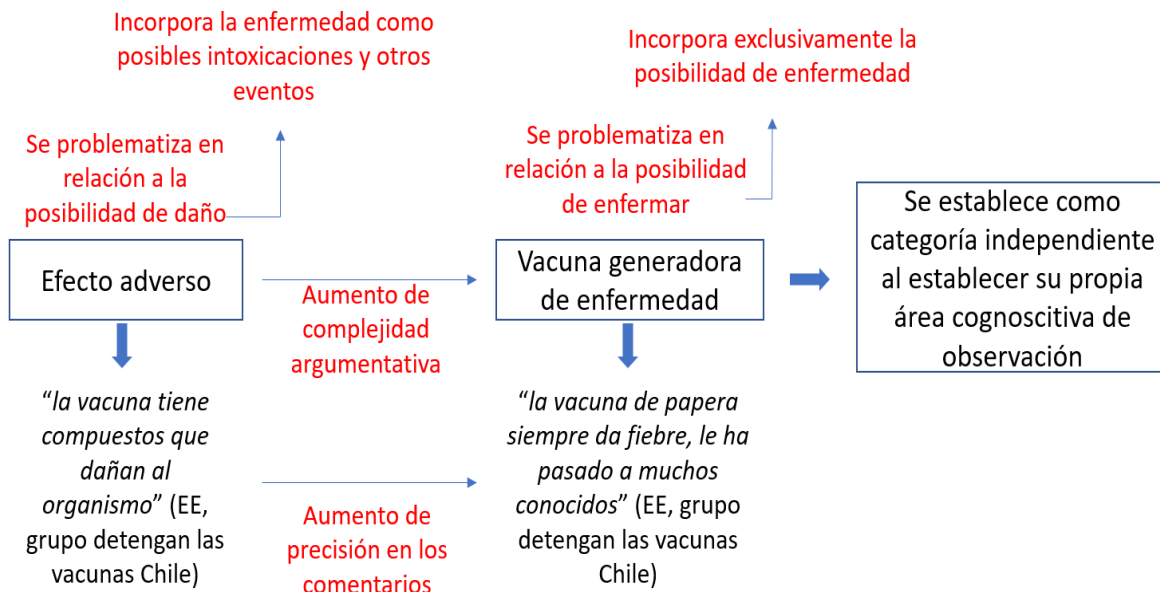 Incorpora la enfermedad como
posibles intoxicaciones y otros
eventos
Incorpora exclusivamente la
posibilidad de enfermedad
Se problematiza en
relación a la
posibilidad de daño
Se problematiza en
relación a la posibilidad
de enfermar
Efecto adverso
Aumento de
complejidad
argumentativa
Vacuna generadora
de enfermedad
Se establece como
categoría independiente
al establecer su propia
área cognoscitiva de
observación
“la vacuna tiene
compuestos que
dañan al
organismo” (EE,
grupo detengan las
vacunas Chile)
Aumento de
precisión en los
comentarios
“la vacuna de papera
siempre da fiebre, le ha
pasado a muchos
conocidos” (EE, grupo
detengan las vacunas
Chile)